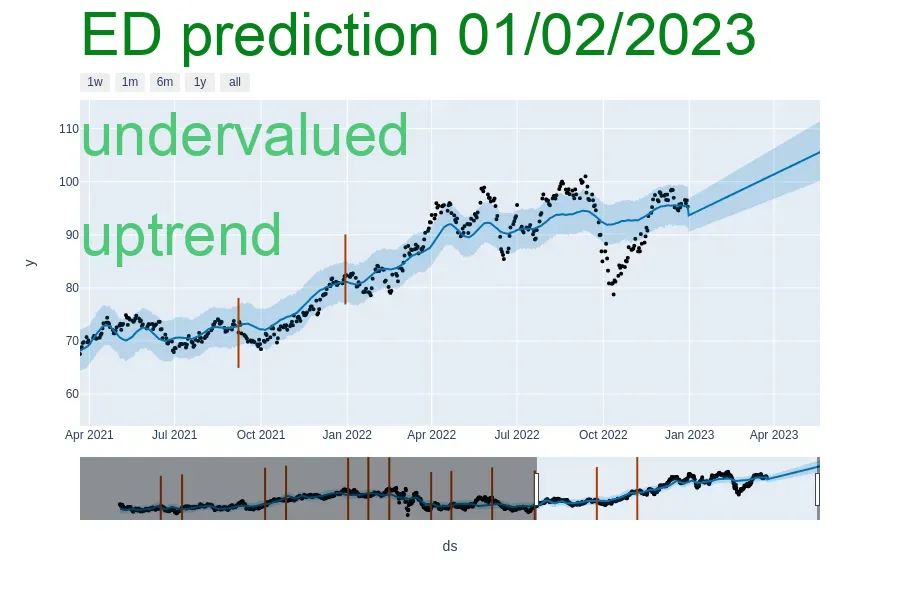 ED prediction 01/02/2023
1w 1m 6m 1y all
undervalued
uptrend
110
100
90
80
70
60
y
Apr 2021 Jul 2021 Oct 2021 Jan 2022 Apr 2022 Jul 2022 Oct 2022 Jan 2023 Apr 2023
ds